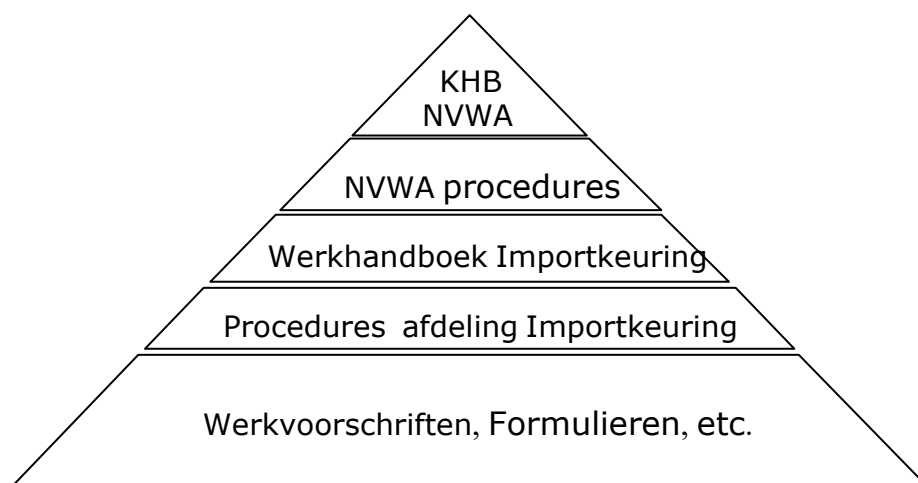 KHB
NVWA
NVWA procedures
Werkhandboek Importkeuring
Procedures afdeling Importkeuring
Werkvoorschriften, Formulieren, etc.